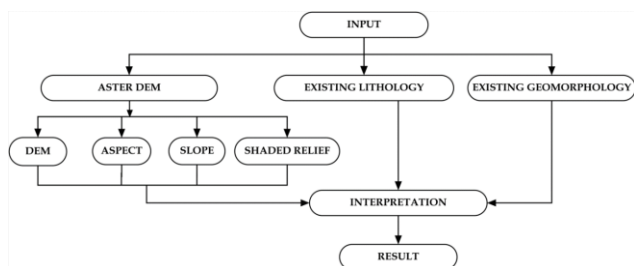 INPUT
ASTER DEM
EXISTING LITHOLOGY
EXISTING GEOMORPHOLOGY
DEM
ASPECT
SLOPE
SHADED RELIEF
INTERPRETATION
RESULT